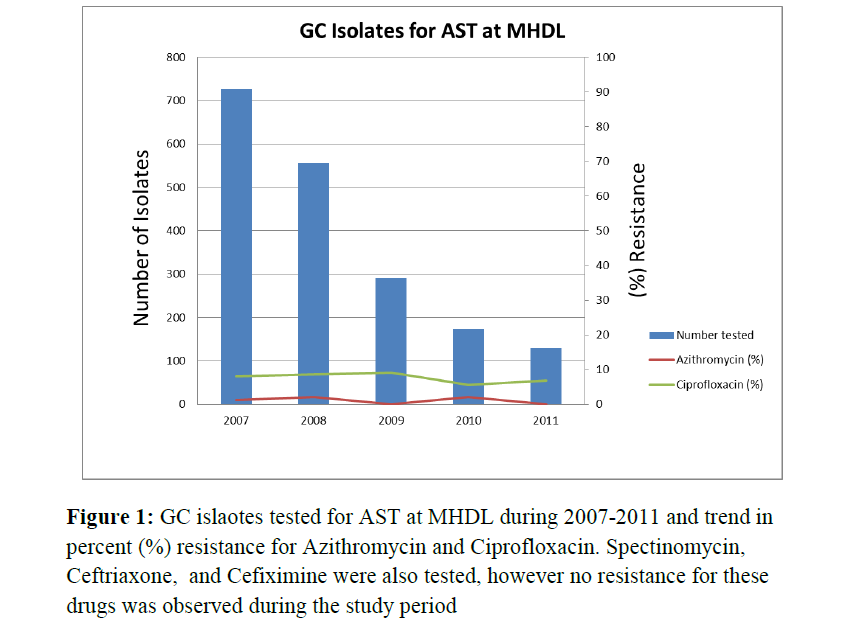 GC Isolates for AST at MHDL
800
700
600
500
400
300
200
100
0
Number of Isolates
100
90
80
70
60
50
40
30
20
10
0
(%) Resistance
2007 2008 2009 2010 2011
Number tested
Azithromycin (%)
Ciprofloxacin (%)
Figure 1: GC islaotes tested for AST at MHDL during 2007-2011 and trend in
percent (%) resistance for Azithromycin and Ciprofloxacin. Spectinomycin,
Ceftriaxone, and Cefiximine were also tested, however no resistance for these
drugs was observed during the study period